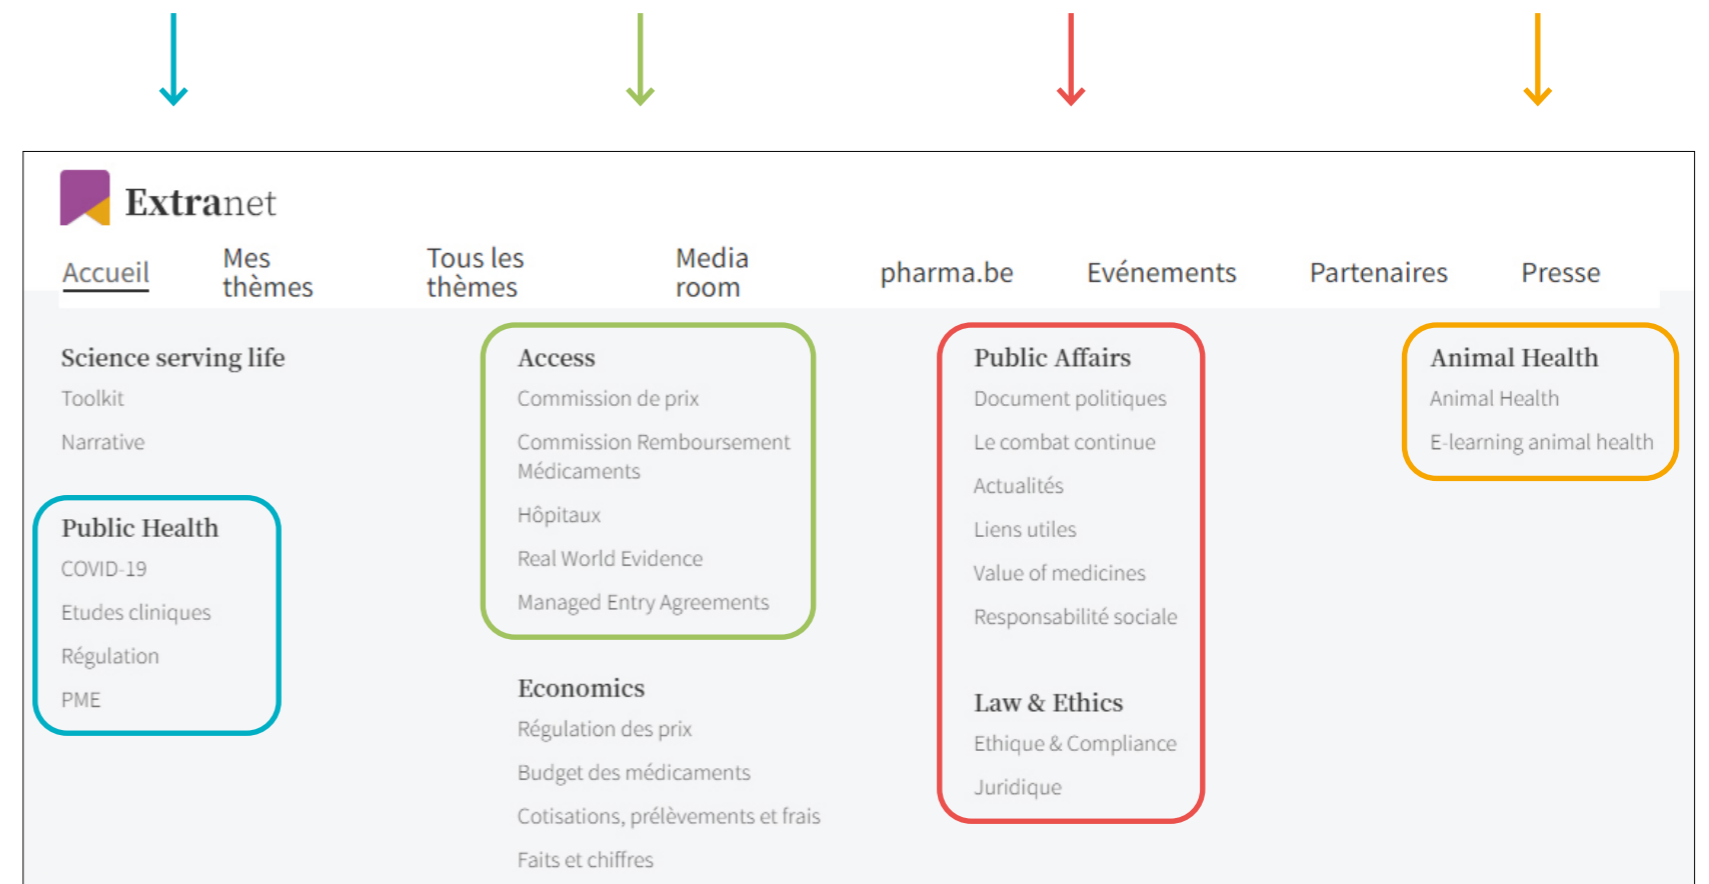 Extranet
Accueil
Mes
thèmes
Tous les
thèmes
Media
room
pharma.be
Evénements
Partenaires
Presse
Science serving life
Toolkit
Narrative
Public Health
COVID-19
Etudes cliniques
Régulation
PME
Access
Commission de prix
Commission Remboursement
Médicaments
Hôpitaux
Real World Evidence
Managed Entry Agreements
Economics
Régulation des prix
Budget des médicaments
Cotisations, prélèvements et frais
Faits et chiffres
Public Affairs
Document politiques
Le combat continue
Actualités
Liens utiles
Value of medicines
Responsabilité sociale
Law & Ethics
Ethique & Compliance
Juridique
Animal Health
Animal Health
E-learning animal health